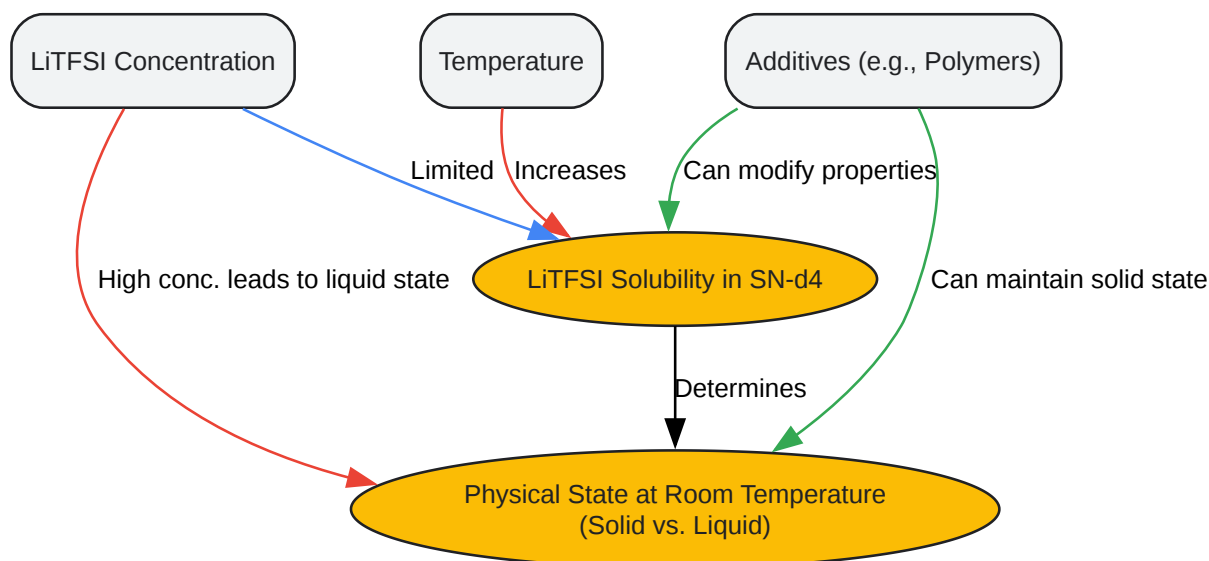 LiTFSI Concentration
Temperature
Additives (e.g., Polymers)
Limited
Increases
Can modify properties
High conc. leads to liquid state
LiTFSI Solubility in SN-d4
Can maintain solid state
Determines
Physical State at Room Temperature
(Solid vs. Liquid)